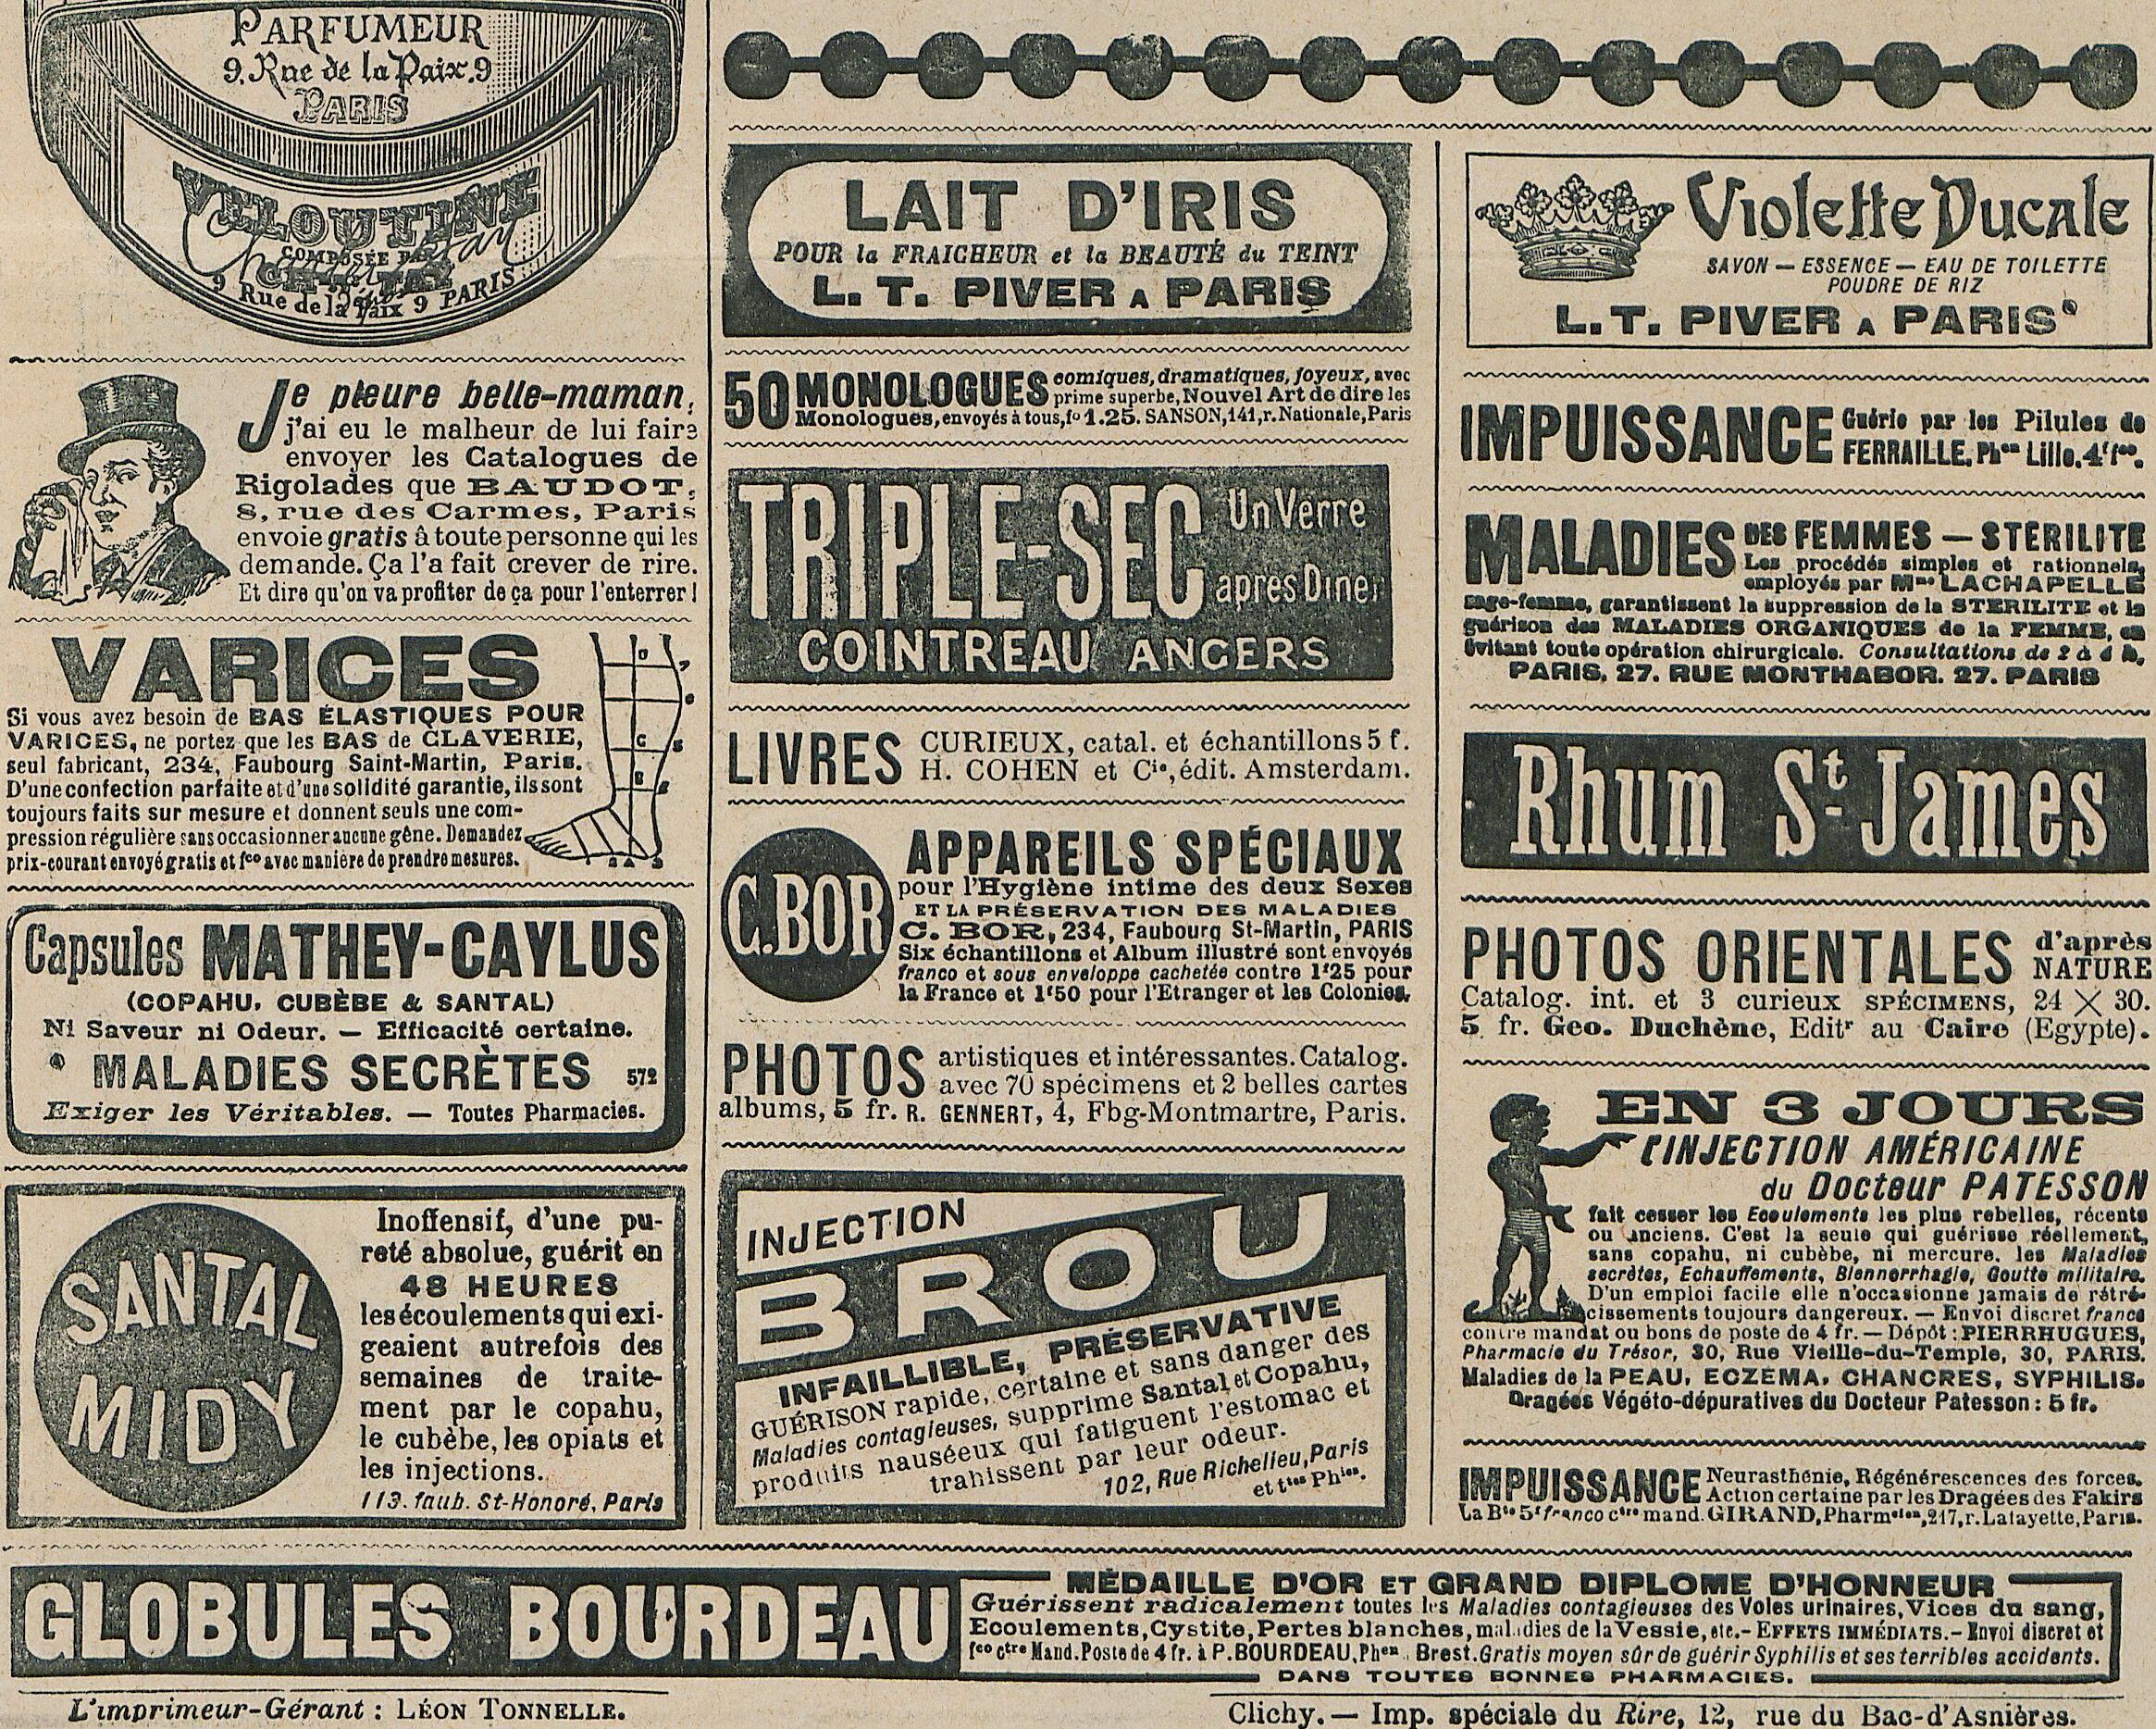 PARFUMEUR
9. Rue de la Paix. 9
PARIS
VELOUTINE
COMPOSÉE PAR
CH. FAY
9 Rue de la Paix 9 PARIS
Je pleure belle-maman,
j'ai eu le malheur de lui faire
envoyer les Catalogues de
Rigolades que BAUDOT,
8, rue des Carmes, Paris
envoie gratis à toute personne qui les
demande. Ça l'a fait crever de rire.
Et dire qu'on va profiter de ça pour l'enterrer !
VARICES
Si vous avez besoin de BAS ÉLASTIQUES POUR
VARICES, ne portez que les BAS de CLAVERIE,
seul fabricant, 234, Faubourg Saint-Martin, Paris.
D'une confection parfaite et d'une solidité garantie, ils sont
toujours faits sur mesure et donnent seuls une com-
pression régulière sans occasionner aucune gêne. Demandez
prix-courant envoyé gratis et fco avec manière de prendre mesures.
Capsules MATHEY-CAYLUS
(COPAHU, CUBÈBE & SANTAL)
Ni Saveur ni Odeur. — Efficacité certaine.
MALADIES SECRÈTES 572
Exiger les Véritables. — Toutes Pharmacies.
SANTAL
MIDY
Inoffensif, d'une pu-
reté absolue, guérit en
48 HEURES
les écoulements qui exi-
geaient autrefois des
semaines de traite-
ment par le copahu,
le cubèbe, les opiats et
les injections.
113, faub. St-Honoré, Paris
LAIT D'IRIS
POUR la FRAICHEUR et la BEAUTÉ du TEINT
L. T. PIVER A PARIS
50 MONOLOGUES comiques, dramatiques, joyeux, avec
prime superbe, Nouvel Art de dire les
Monologues, envoyés à tous, fo 1.25. SANSON, 141, r. Nationale, Paris
TRIPLE-SEC
Un Verre
après Dîner
COINTREAU ANGERS
LIVRES CURIEUX, catal. et échantillons 5 f.
H. COHEN et Cie, édit. Amsterdam.
C. BOR
APPAREILS SPÉCIAUX
pour l'Hygiène intime des deux Sexes
ET LA PRÉSERVATION DES MALADIES
C. BOR, 234, Faubourg St-Martin, PARIS
Six échantillons et Album illustré sont envoyés
franco et sous enveloppe cachetée contre 1f25 pour
la France et 1f50 pour l'Etranger et les Colonies.
PHOTOS artistiques et intéressantes. Catalog.
avec 70 spécimens et 2 belles cartes
albums, 5 fr. R. GENNERT, 4, Fbg-Montmartre, Paris.
INJECTION
BROU
INFAILLIBLE, PRÉSERVATIVE
GUÉRISON rapide, certaine et sans danger des
Maladies contagieuses, supprime Santal et Copahu,
produits nauséeux qui fatiguent l'estomac et
trahissent par leur odeur.
102, Rue Richelieu, Paris
et ttes Phies.
Violette Ducale
SAVON — ESSENCE — EAU DE TOILETTE
POUDRE DE RIZ
L. T. PIVER A PARIS
IMPUISSANCE Guérie par les Pilules de
FERRAILLE, Phen Lille. 4f fco.
MALADIES DES FEMMES — STÉRILITÉ
Les procédés simples et rationnels,
employés par Mme LACHAPELLE
sage-femme, garantissent la suppression de la STERILITE et la
guérison des MALADIES ORGANIQUES de la FEMME, en
évitant toute opération chirurgicale. Consultations de 2 à 4 h.
PARIS, 27, RUE MONTHABOR, 27, PARIS
Rhum St James
PHOTOS ORIENTALES d'après
NATURE
Catalog. int. et 3 curieux SPÉCIMENS, 24 × 30.
5 fr. Geo. Duchêne, Editr au Caire (Egypte).
EN 3 JOURS
l'INJECTION AMÉRICAINE
du Docteur PATESSON
fait cesser les Ecoulements les plus rebelles, récents
ou anciens. C'est la seule qui guérisse réellement,
sans copahu, ni cubèbe, ni mercure, les Maladies
secrètes, Echauffements, Blennorrhagie, Goutte militaire.
D'un emploi facile elle n'occasionne jamais de rétré-
cissements toujours dangereux. — Envoi discret franco
contre mandat ou bons de poste de 4 fr. — Dépôt : PIERRHUGUES,
Pharmacie du Trésor, 30, Rue Vieille-du-Temple, 30, PARIS.
Maladies de la PEAU, ECZÉMA, CHANCRES, SYPHILIS.
Dragées Végéto-dépuratives du Docteur Patesson : 5 fr.
IMPUISSANCE Neurasthénie, Régénérescences des forces.
Action certaine par les Dragées des Fakirs
La Bte 5f franco ctre mand. GIRAND, Pharmcien, 217, r. Lafayette, Paris.
GLOBULES BOURDEAU
MÉDAILLE D'OR ET GRAND DIPLOME D'HONNEUR
Guérissent radicalement toutes les Maladies contagieuses des Voies urinaires, Vices du sang,
Ecoulements, Cystite, Pertes blanches, maladies de la Vessie, etc. - EFFETS IMMÉDIATS. - Envoi discret et
fco ctre Mand. Poste de 4 fr. à P. BOURDEAU, Phen, Brest. Gratis moyen sûr de guérir Syphilis et ses terribles accidents.
DANS TOUTES BONNES PHARMACIES.
L'imprimeur-Gérant : LÉON TONNELLE.
Clichy. — Imp. spéciale du Rire, 12, rue du Bac-d'Asnières.